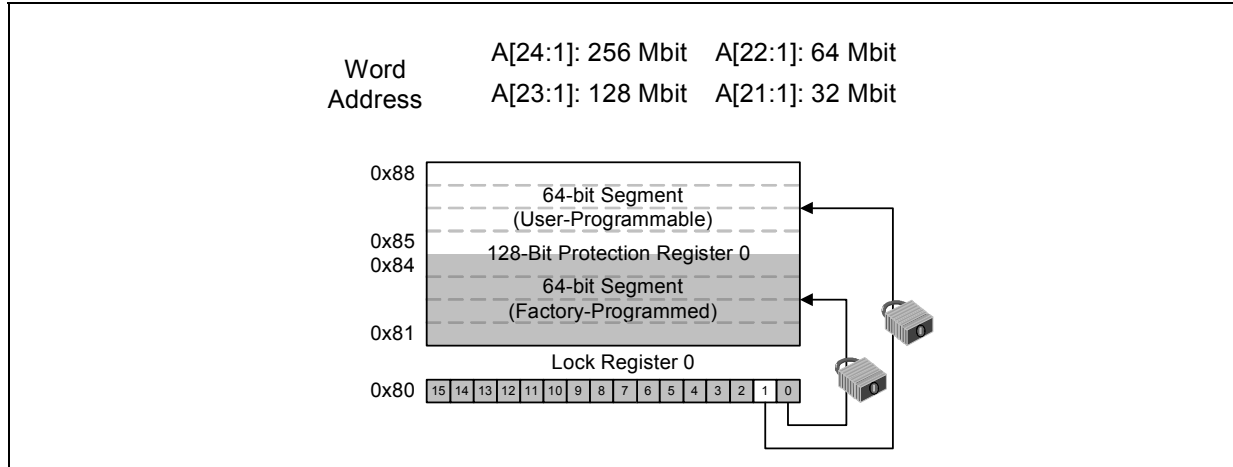 Word
Address
A[24:1]: 256 Mbit A[22:1]: 64 Mbit
A[23:1]: 128 Mbit A[21:1]: 32 Mbit
0x88
64-bit Segment
(User-Programmable)
0x85
128-Bit Protection Register 0
0x84
64-bit Segment
(Factory-Programmed)
0x81
Lock Register 0
0x80 15 14 13 12 11 10 9 8 7 6 5 4 3 2 1 0